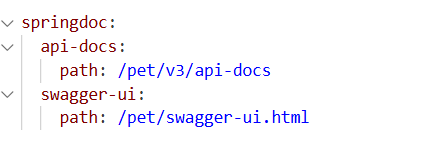 springdoc:
  api-docs:
    path: /pet/v3/api-docs
  swagger-ui:
    path: /pet/swagger-ui.html